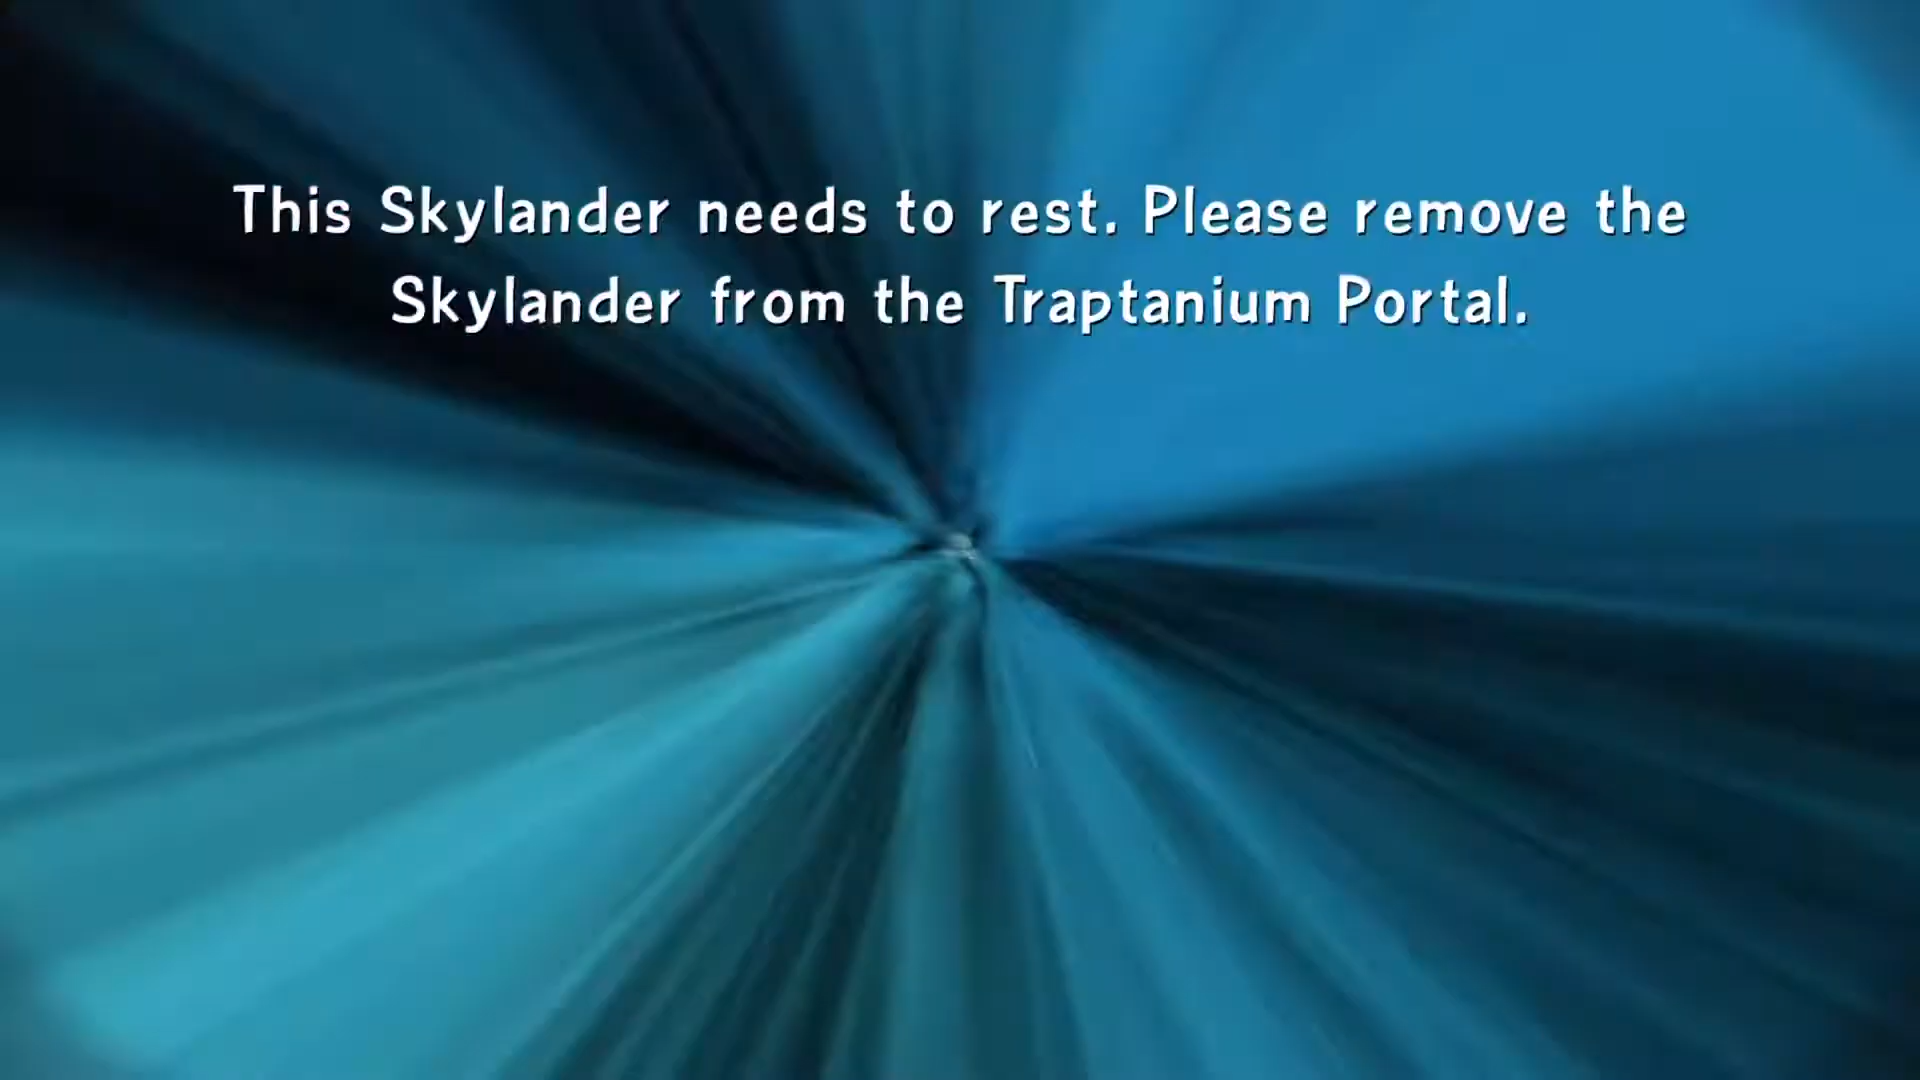 This Skylander needs to rest. Please remove the
Skylander from the Traptanium Portal.